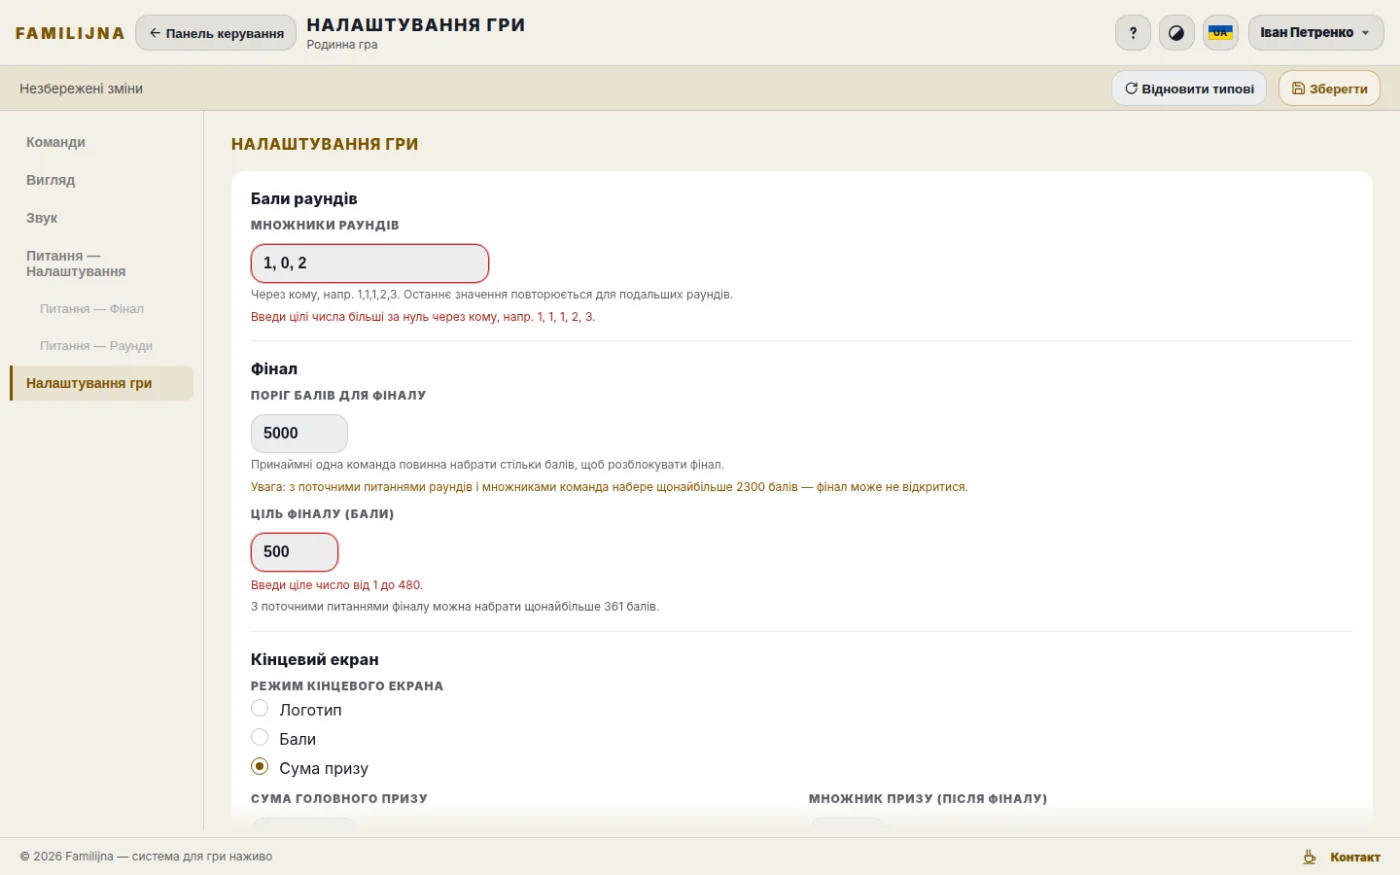 FAMILIJNA
← Панель керування
НАЛАШТУВАННЯ ГРИ
Родинна гра
?
UA
Іван Петренко
Незбережені зміни
Відновити типові
Зберегти
Команди
Вигляд
Звук
Питання —
Налаштування
Питання — Фінал
Питання — Раунди
Налаштування гри
НАЛАШТУВАННЯ ГРИ
Бали раундів
МНОЖНИКИ РАУНДІВ
1, 0, 2
Через кому, напр. 1,1,1,2,3. Останнє значення повторюється для подальших раундів.
Введи цілі числа більші за нуль через кому, напр. 1, 1, 1, 2, 3.
Фінал
ПОРІГ БАЛІВ ДЛЯ ФІНАЛУ
5000
Принаймні одна команда повинна набрати стільки балів, щоб розблокувати фінал.
Увага: з поточними питаннями раундів і множниками команда набере щонайбільше 2300 балів — фінал може не відкритися.
ЦІЛЬ ФІНАЛУ (БАЛИ)
500
Введи ціле число від 1 до 480.
З поточними питаннями фіналу можна набрати щонайбільше 361 балів.
Кінцевий екран
РЕЖИМ КІНЦЕВОГО ЕКРАНА
Логотип
Бали
Сума призу
СУМА ГОЛОВНОГО ПРИЗУ
МНОЖНИК ПРИЗУ (ПІСЛЯ ФІНАЛУ)
© 2026 Familijna — система для гри наживо
Контакт